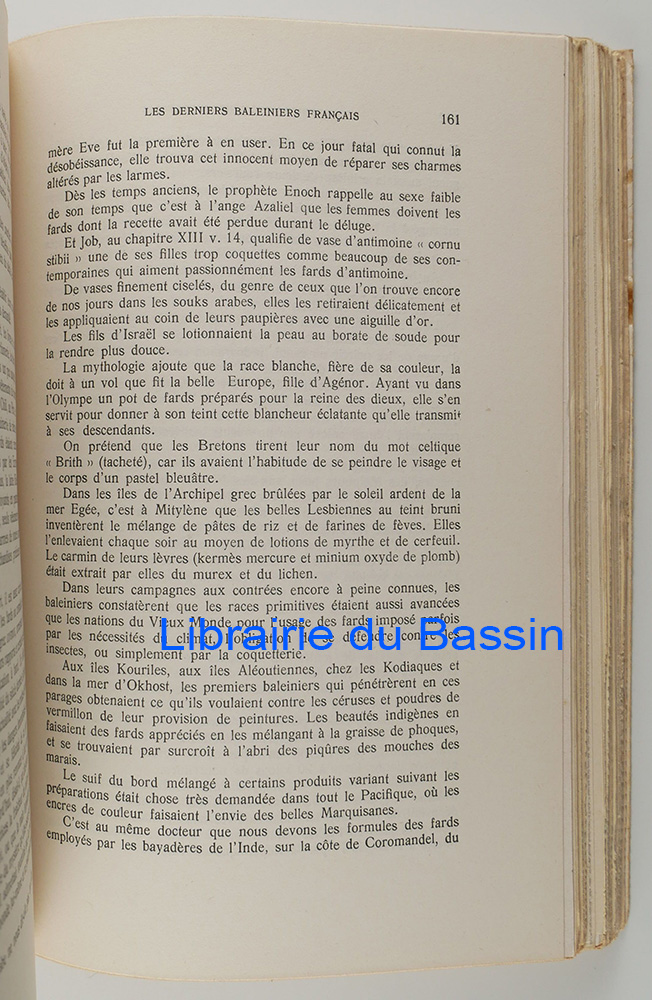 LES DERNIERS BALEINIERS FRANÇAIS 161
mère Eve fut la première à en user. En ce jour fatal qui connut la
désobéissance, elle trouva cet innocent moyen de réparer ses charmes
altérés par les larmes.
Dès les temps anciens, le prophète Enoch rappelle au sexe faible
de son temps que c'est à l'ange Azaliel que les femmes doivent les
fards dont la recette avait été perdue durant le déluge.
Et Job, au chapitre XIII v. 14, qualifie de vase d'antimoine « cornu
stibii » une de ses filles trop coquettes comme beaucoup de ses con-
temporaines qui aiment passionnément les fards d'antimoine.
De vases finement ciselés, du genre de ceux que l'on trouve encore
de nos jours dans les souks arabes, elles les retiraient délicatement et
les appliquaient au coin de leurs paupières avec une aiguille d'or.
Les fils d'Israël se lotionnaient la peau au borate de soude pour
la rendre plus douce.
La mythologie ajoute que la race blanche, fière de sa couleur, la
doit à un vol que fit la belle Europe, fille d'Agénor. Ayant vu dans
l'Olympe un pot de fards préparés pour la reine des dieux, elle s'en
servit pour donner à son teint cette blancheur éclatante qu'elle transmit
à ses descendants.
On prétend que les Bretons tirent leur nom du mot celtique
« Brith » (tacheté), car ils avaient l'habitude de se peindre le visage et
le corps d'un pastel bleuâtre.
Dans les îles de l'Archipel grec brûlées par le soleil ardent de la
mer Egée, c'est à Mitylène que les belles Lesbiennes au teint bruni
inventèrent le mélange de pâtes de riz et de farines de fèves. Elles
l'enlevaient chaque soir au moyen de lotions de myrthe et de cerfeuil.
Le carmin de leurs lèvres (kermès mercure et minium oxyde de plomb)
était extrait par elles du murex et du lichen.
Dans leurs campagnes aux contrées encore à peine connues, les
baleiniers constatèrent que les races primitives étaient aussi avancées
que les nations du Vieux Monde pour l'usage des fards imposé parfois
par les nécessités du climat, l'obligation de se défendre contre les
insectes, ou simplement par la coquetterie.
Librairie du Bassin
Aux îles Kouriles, aux îles Aléoutiennes, chez les Kodiaques et
dans la mer d'Okhost, les premiers baleiniers qui pénétrèrent en ces
parages obtenaient ce qu'ils voulaient contre les céruses et poudres de
vermillon de leur provision de peintures. Les beautés indigènes en
faisaient des fards appréciés en les mélangeant à la graisse de phoques,
et se trouvaient par surcroît à l'abri des piqûres des mouches des
marais.
Le suif du bord mélangé à certains produits variant suivant les
préparations était chose très demandée dans tout le Pacifique, où les
encres de couleur faisaient l'envie des belles Marquisanes.
C'est au même docteur que nous devons les formules des fards
employés par les bayadères de l'Inde, sur la côte de Coromandel, du